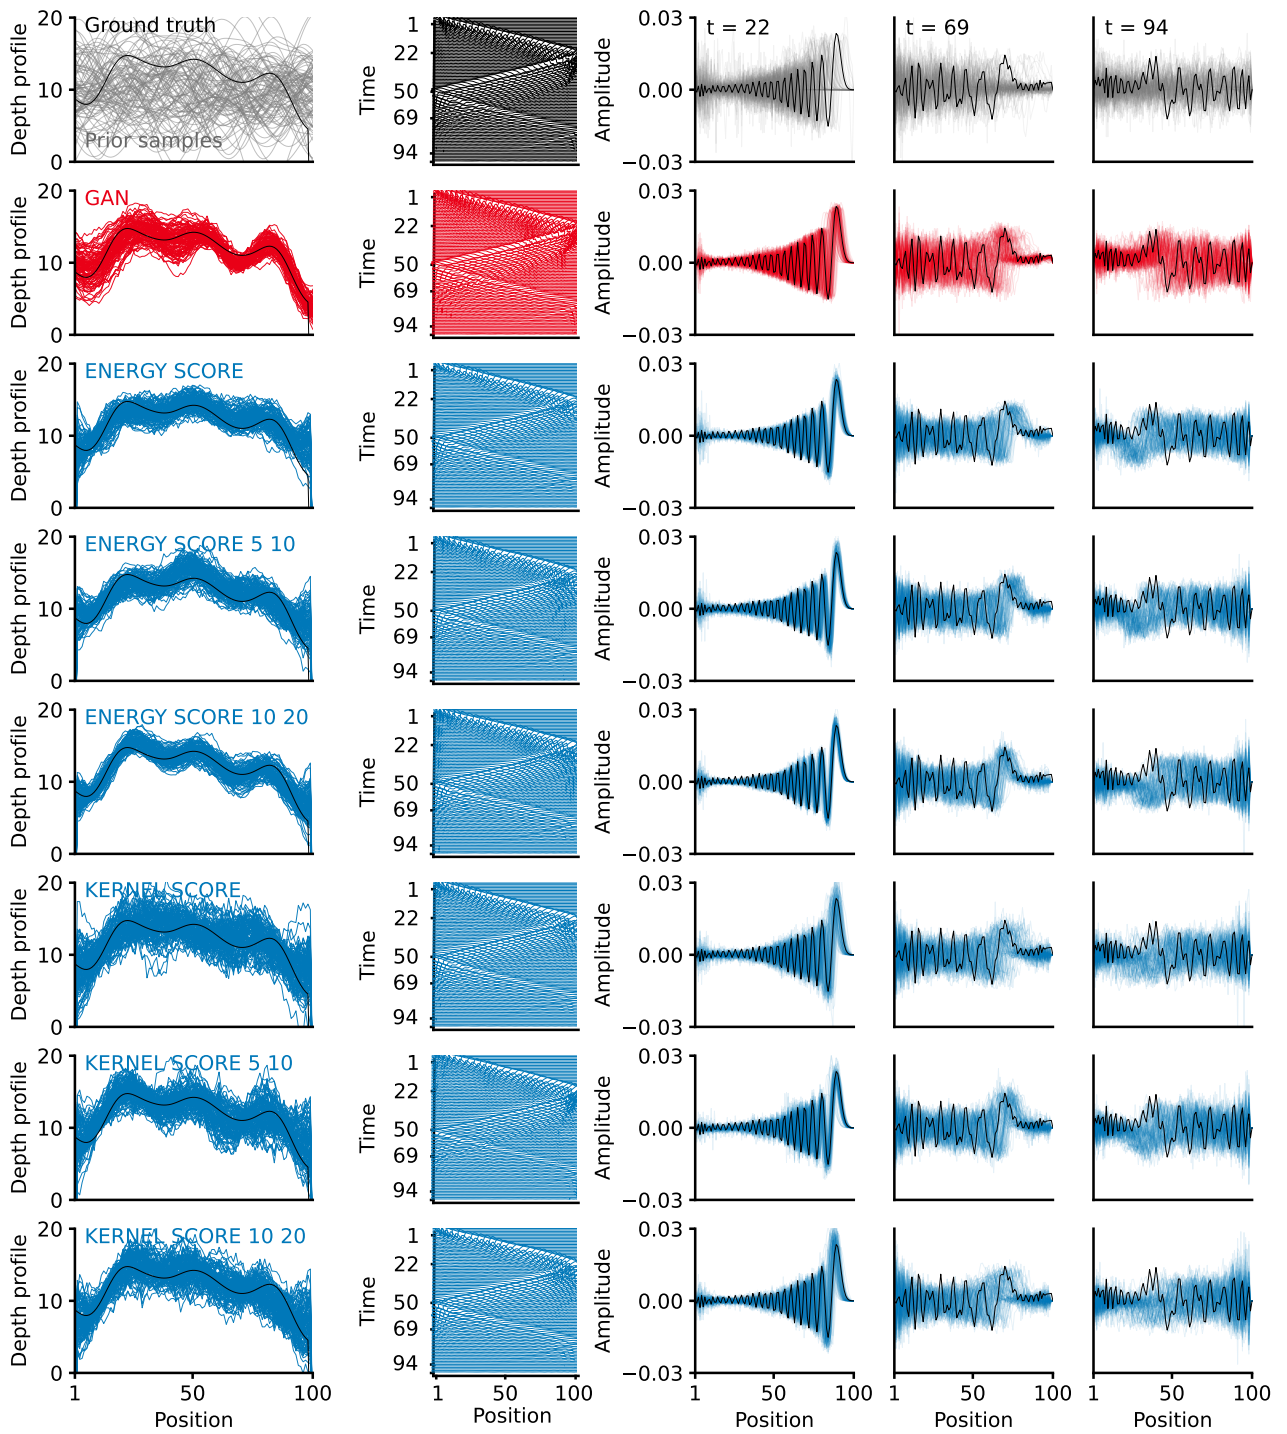 Depth profile
20
10
0
Ground truth
Prior samples
Time
1
22
50
69
94
Amplitude
0.03
0.00
−0.03
t = 22
t = 69
t = 94
Depth profile
20
10
0
GAN
Time
1
22
50
69
94
Amplitude
0.03
0.00
−0.03
Depth profile
20
10
0
ENERGY SCORE
Time
1
22
50
69
94
Amplitude
0.03
0.00
−0.03
Depth profile
20
10
0
ENERGY SCORE 5 10
Time
1
22
50
69
94
Amplitude
0.03
0.00
−0.03
Depth profile
20
10
0
ENERGY SCORE 10 20
Time
1
22
50
69
94
Amplitude
0.03
0.00
−0.03
Depth profile
20
10
0
KERNEL SCORE
Time
1
22
50
69
94
Amplitude
0.03
0.00
−0.03
Depth profile
20
10
0
KERNEL SCORE 5 10
Time
1
22
50
69
94
Amplitude
0.03
0.00
−0.03
Depth profile
20
10
0
KERNEL SCORE 10 20
Time
1
22
50
69
94
Amplitude
0.03
0.00
−0.03
1 50 100
Position
1 50 100
Position
1 50 100
Position
1 50 100
Position
1 50 100
Position